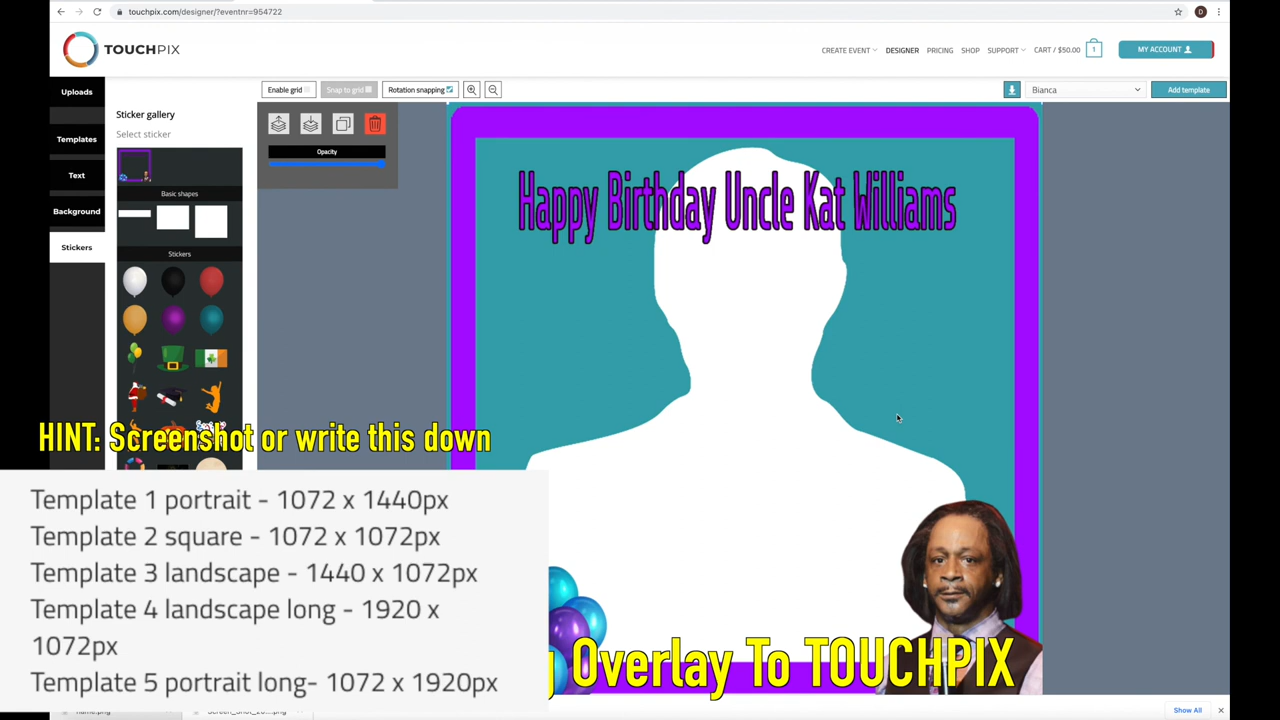 touchpix.com/designer/?eventnr=954722
D
TOUCHPIX
CREATE EVENT
DESIGNER
PRICING
SHOP
SUPPORT
CART / $50.00
1
MY ACCOUNT
Uploads
Templates
Text
Background
Stickers
Sticker gallery
Select sticker
Basic shapes
Stickers
Enable grid
Snap to grid
Rotation snapping
Bianca
Add template
Opacity
Happy Birthday Uncle Kat Williams
HINT: Screenshot or write this down
Template 1 portrait - 1072 x 1440px
Template 2 square - 1072 x 1072px
Template 3 landscape - 1440 x 1072px
Template 4 landscape long - 1920 x
1072px
Template 5 portrait long- 1072 x 1920px
Overlay To TOUCHPIX
Show All